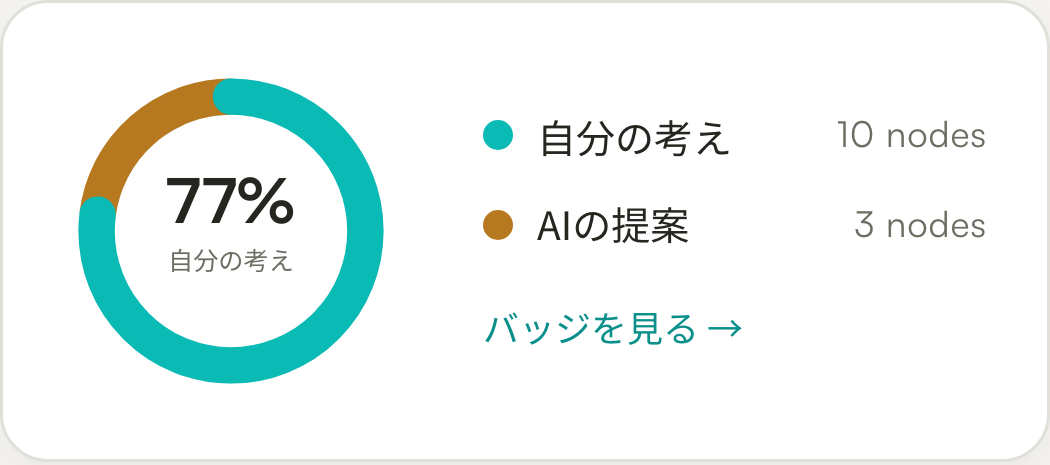 77%
自分の考え
自分の考え 10 nodes
AIの提案 3 nodes
バッジを見る →